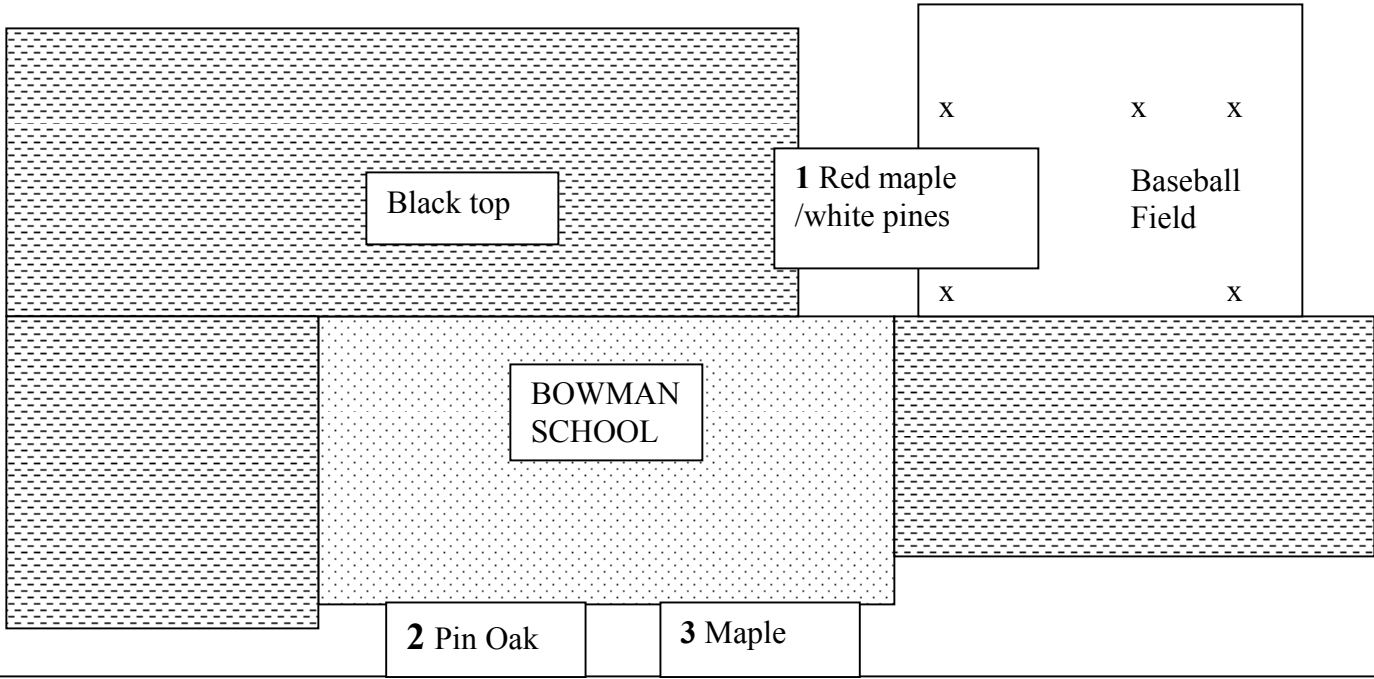 x x x
1 Red maple
/white pines
Black top
Baseball
Field
x x
BOWMAN
SCHOOL
2 Pin Oak
3 Maple